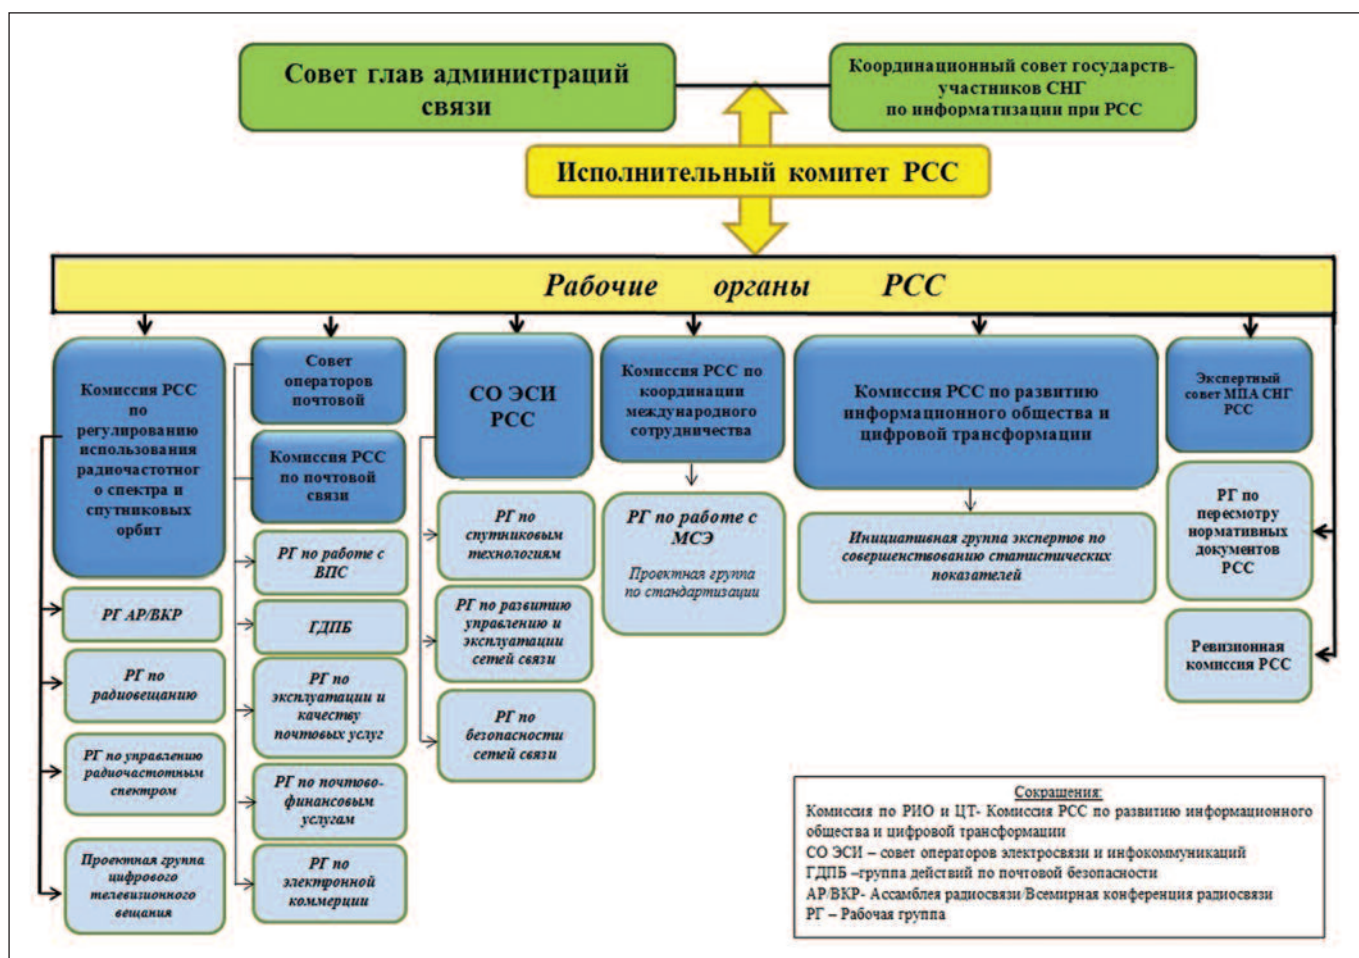 Совет глав администраций
связи
Координационный совет государств-
участников СНГ
по информатизации при РСС
Исполнительный комитет РСС
Рабочие органы РСС
Комиссия РСС
по
регулированию
использования
радиочастотног
о спектра и
спутниковых
орбит
РГ АР/ВКР
РГ по
радиовещанию
РГ по управлению
радиочастотным
спектром
Проектная группа
цифрового
телевизионного
вещания
Совет
операторов
почтовой
Комиссия РСС
по почтовой
связи
РГ по работе с
ВПС
ГДПБ
РГ по
эксплуатации и
качеству
почтовых услуг
РГ по почтово-
финансовым
услугам
РГ по
электронной
коммерции
СО ЭСИ
РСС
РГ по
спутниковым
технологиям
РГ по развитию
управлению и
эксплуатации
сетей связи
РГ по
безопасности
сетей связи
Комиссия РСС по
координации
международного
сотрудничества
РГ по работе с
МСЭ
Проектная группа
по стандартизации
Комиссия РСС по развитию
информационного общества и
цифровой трансформации
Инициативная группа экспертов по
совершенствованию статистических
показателей
Экспертный
совет МПА СНГ
РСС
РГ по
пересмотру
нормативных
документов
РСС
Ревизионная
комиссия РСС
Сокращения:
Комиссия по РИО и ЦТ- Комиссия РСС по развитию информационного
общества и цифровой трансформации
СО ЭСИ – совет операторов электросвязи и инфокоммуникаций
ГДПБ –группа действий по почтовой безопасности
АР/ВКР- Ассамблея радиосвязи/Всемирная конференция радиосвязи
РГ – Рабочая группа